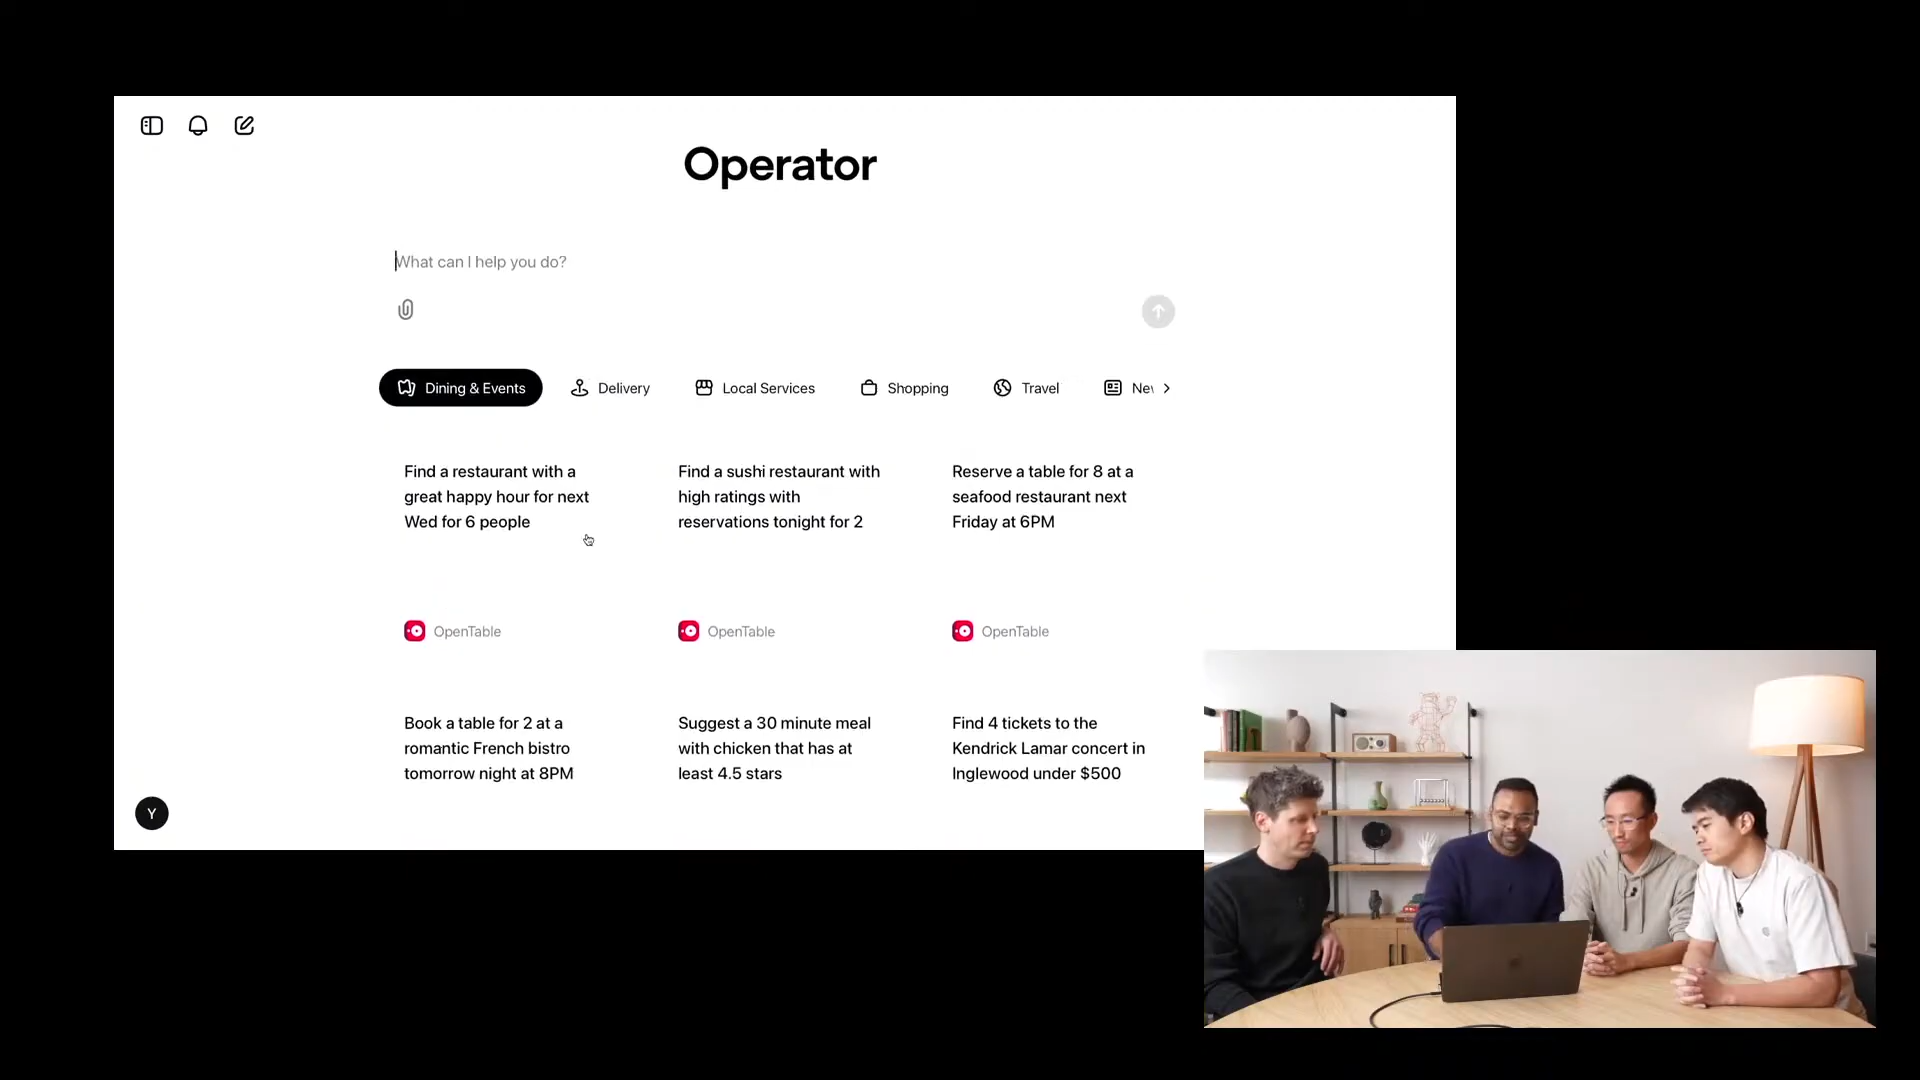 Operator
What can I help you do?
Dining & Events
Delivery
Local Services
Shopping
Travel
Nev
Find a restaurant with a
great happy hour for next
Wed for 6 people
Find a sushi restaurant with
high ratings with
reservations tonight for 2
Reserve a table for 8 at a
seafood restaurant next
Friday at 6PM
OpenTable
OpenTable
OpenTable
Book a table for 2 at a
romantic French bistro
tomorrow night at 8PM
Suggest a 30 minute meal
with chicken that has at
least 4.5 stars
Find 4 tickets to the
Kendrick Lamar concert in
Inglewood under $500
Y